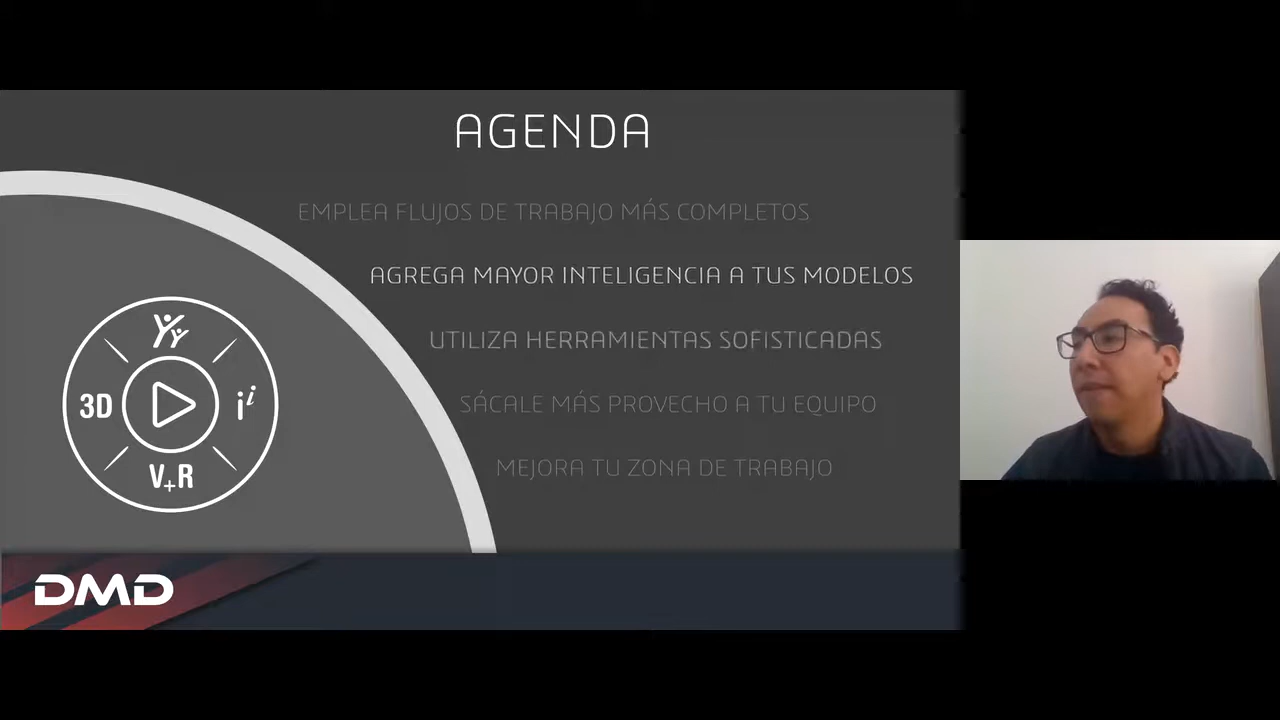 AGENDA
EMPLEA FLUJOS DE TRABAJO MÁS COMPLETOS
AGREGA MAYOR INTELIGENCIA A TUS MODELOS
UTILIZA HERRAMIENTAS SOFISTICADAS
SÁCALE MÁS PROVECHO A TU EQUIPO
MEJORA TU ZONA DE TRABAJO
3D
i i
V+R
DMD